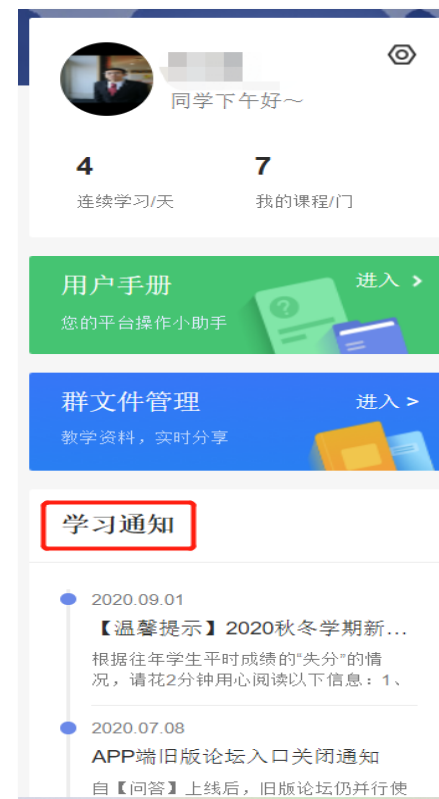 同学下午好～
4
7
连续学习/天
我的课程/门
用户手册
进入 >
您的平台操作小助手
群文件管理
进入 >
教学资料，实时分享
学习通知
2020.09.01
【温馨提示】2020秋冬学期新...
根据往年学生平时成绩的“失分”的情
况，请花2分钟用心阅读以下信息：1、
2020.07.08
APP端旧版论坛入口关闭通知
自【问答】上线后，旧版论坛仍并行使